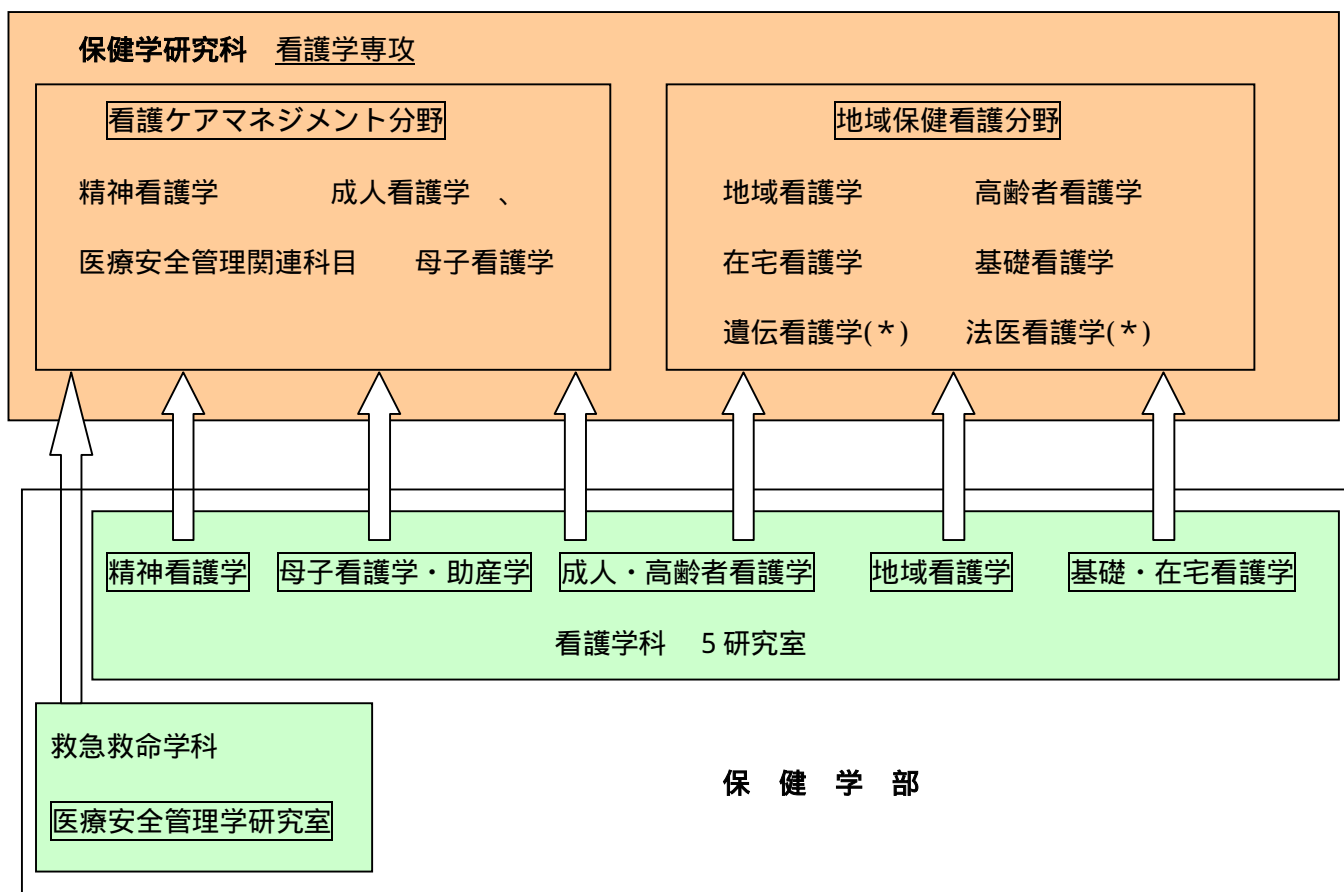 保健学研究科 看護学専攻
看護ケアマネジメント分野
精神看護学 成人看護学 、
医療安全管理関連科目 母子看護学
地域保健看護分野
地域看護学 高齢者看護学
在宅看護学 基礎看護学
遺伝看護学(*) 法医看護学(*)
精神看護学 母子看護学・助産学 成人・高齢者看護学 地域看護学 基礎・在宅看護学
看護学科 5研究室
救急救命学科
医療安全管理学研究室
保 健 学 部